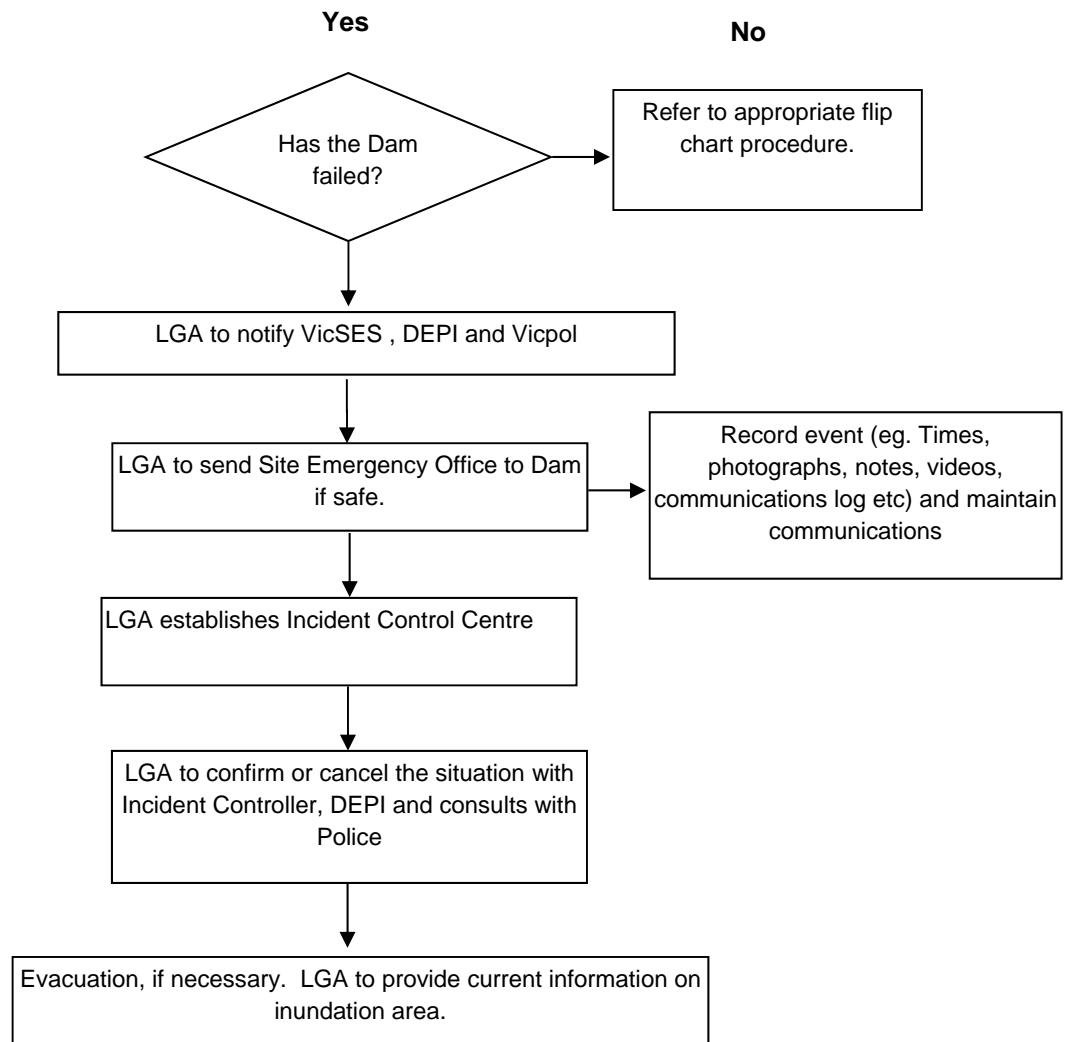 Yes
No
Has the Dam
failed?
Refer to appropriate flip
chart procedure.
LGA to notify VicSES , DEPI and Vicpol
LGA to send Site Emergency Office to Dam
if safe.
Record event (eg. Times,
photographs, notes, videos,
communications log etc) and maintain
communications
LGA establishes Incident Control Centre
LGA to confirm or cancel the situation with
Incident Controller, DEPI and consults with
Police
Evacuation, if necessary.  LGA to provide current information on
inundation area.